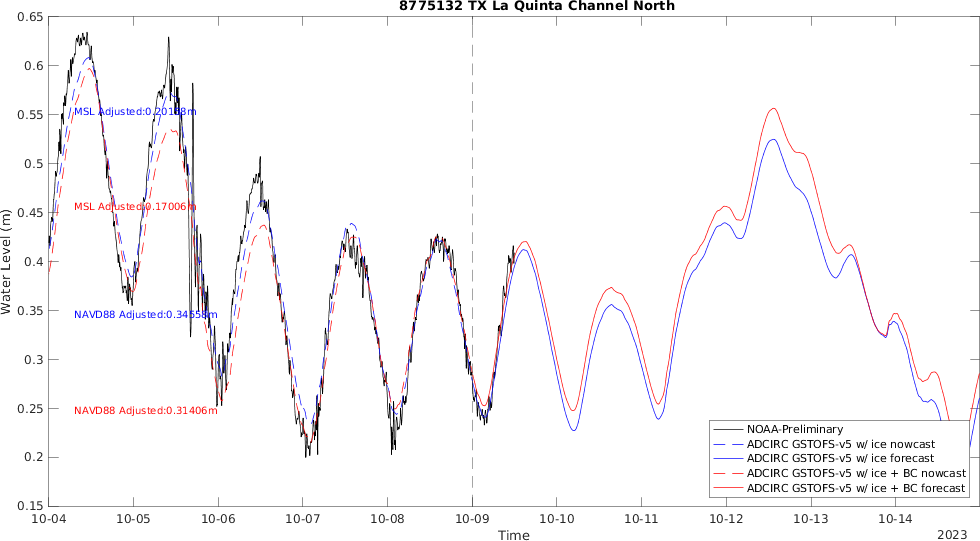 8775132 TX La Quinta Channel North
0.65
0.6
0.55
0.5
0.45
0.4
0.35
0.3
0.25
0.2
0.15
Water Level (m)
MSL Adjusted:0.20168m
MSL Adjusted:0.17006m
NAVD88 Adjusted:0.34558m
NAVD88 Adjusted:0.31406m
NOAA-Preliminary
ADCIRC GSTOFS-v5 w/ ice nowcast
ADCIRC GSTOFS-v5 w/ ice forecast
ADCIRC GSTOFS-v5 w/ ice + BC nowcast
ADCIRC GSTOFS-v5 w/ ice + BC forecast
10-04 10-05 10-06 10-07 10-08 10-09 10-10 10-11 10-12 10-13 10-14
Time
2023